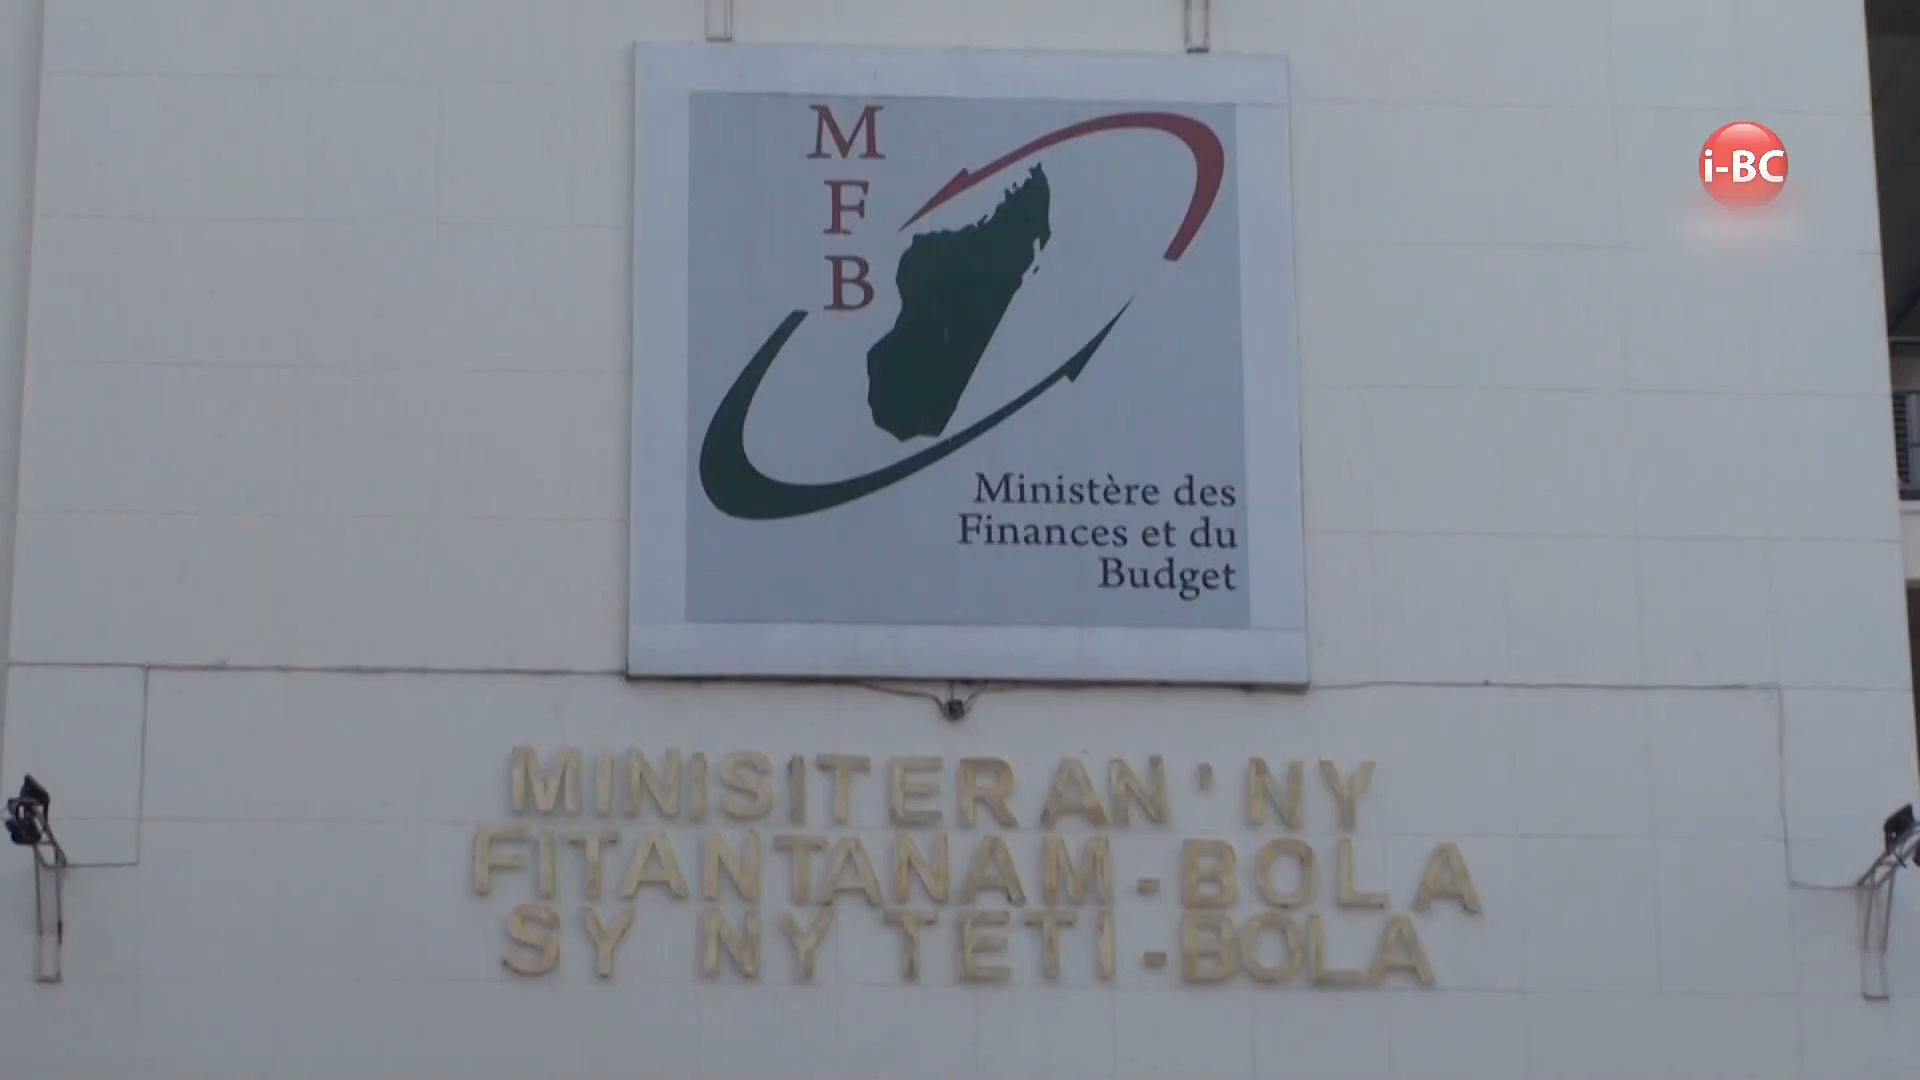 M
F
B
i-BC
Ministère des
Finances et du
Budget
MINISITERAN'NY
FITANTANAM-BOLA
SY NY TETI-BOLA